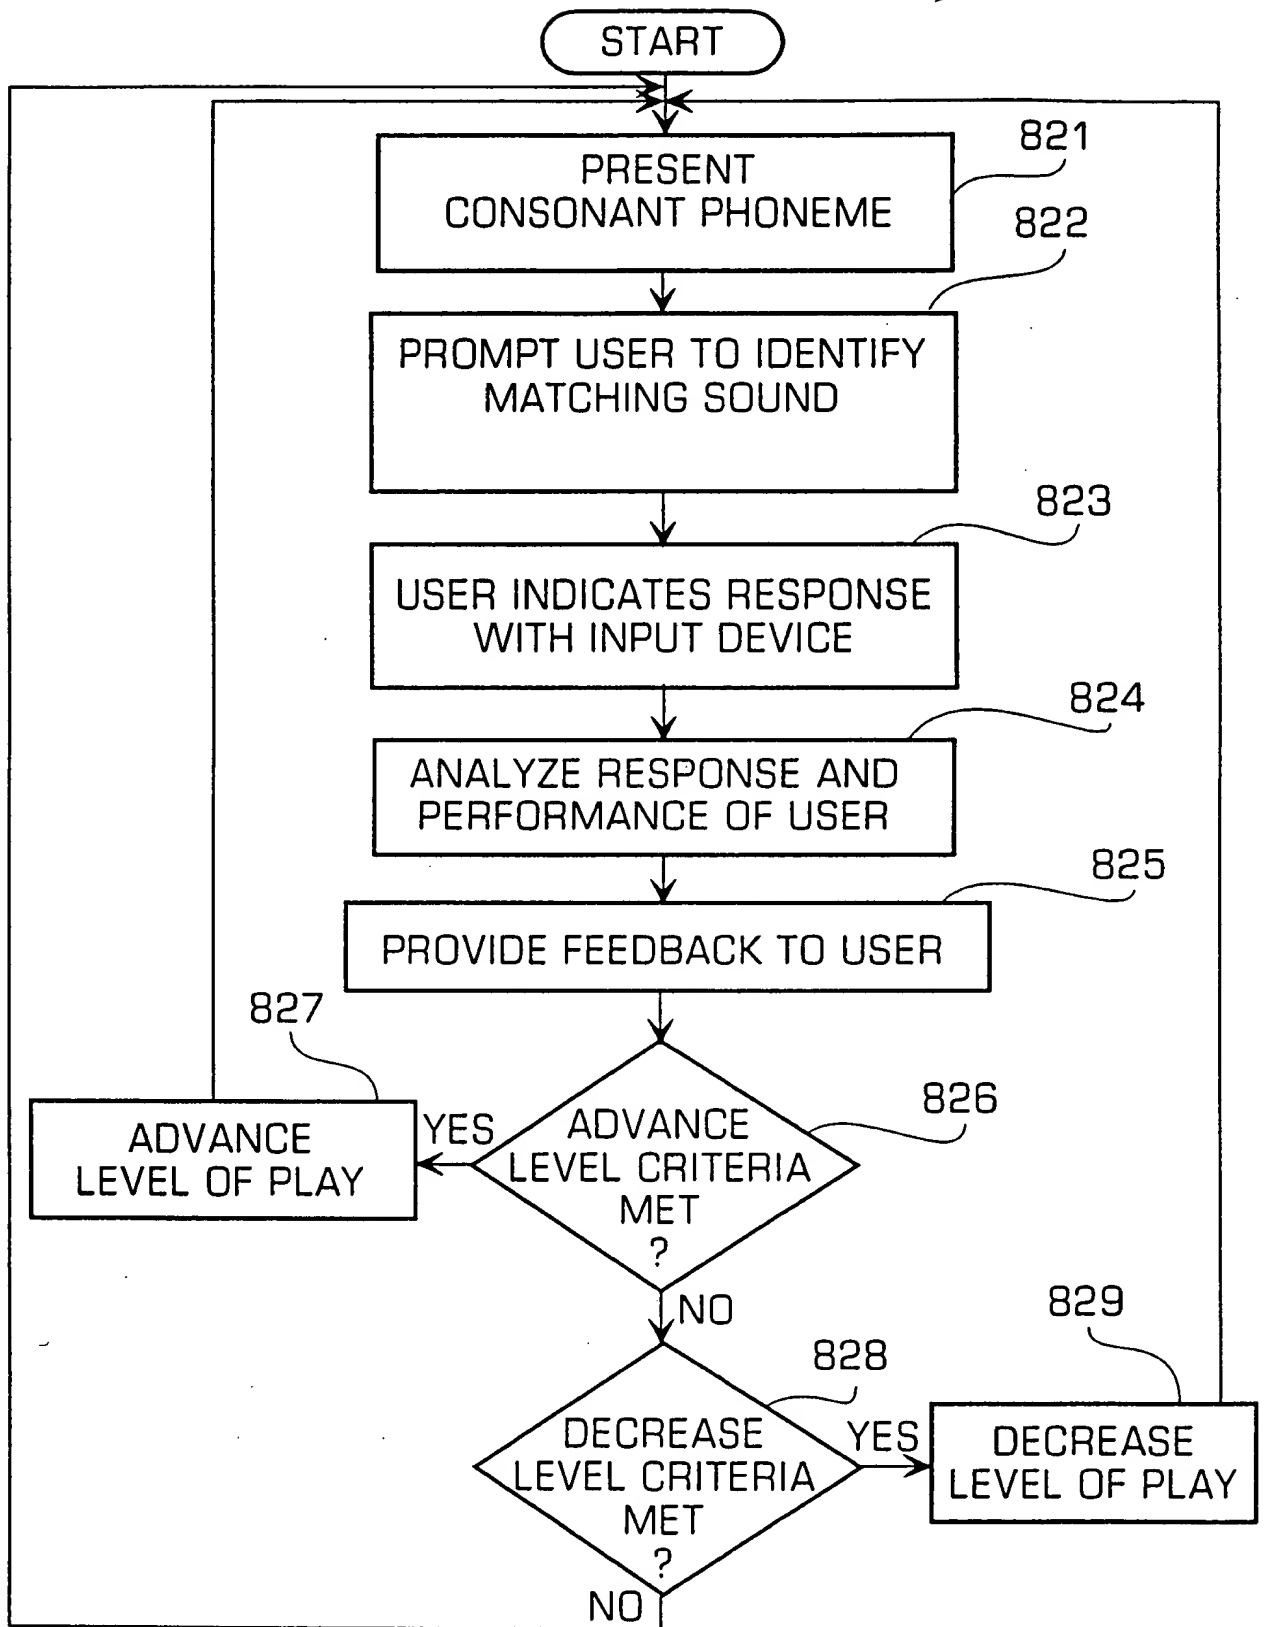 START
821
PRESENT
CONSONANT PHONEME
822
PROMPT USER TO IDENTIFY
MATCHING SOUND
823
USER INDICATES RESPONSE
WITH INPUT DEVICE
824
ANALYZE RESPONSE AND
PERFORMANCE OF USER
825
PROVIDE FEEDBACK TO USER
827
826
ADVANCE
LEVEL OF PLAY
YES
ADVANCE
LEVEL CRITERIA
MET
?
NO
829
828
DECREASE
LEVEL CRITERIA
MET
?
YES
DECREASE
LEVEL OF PLAY
NO